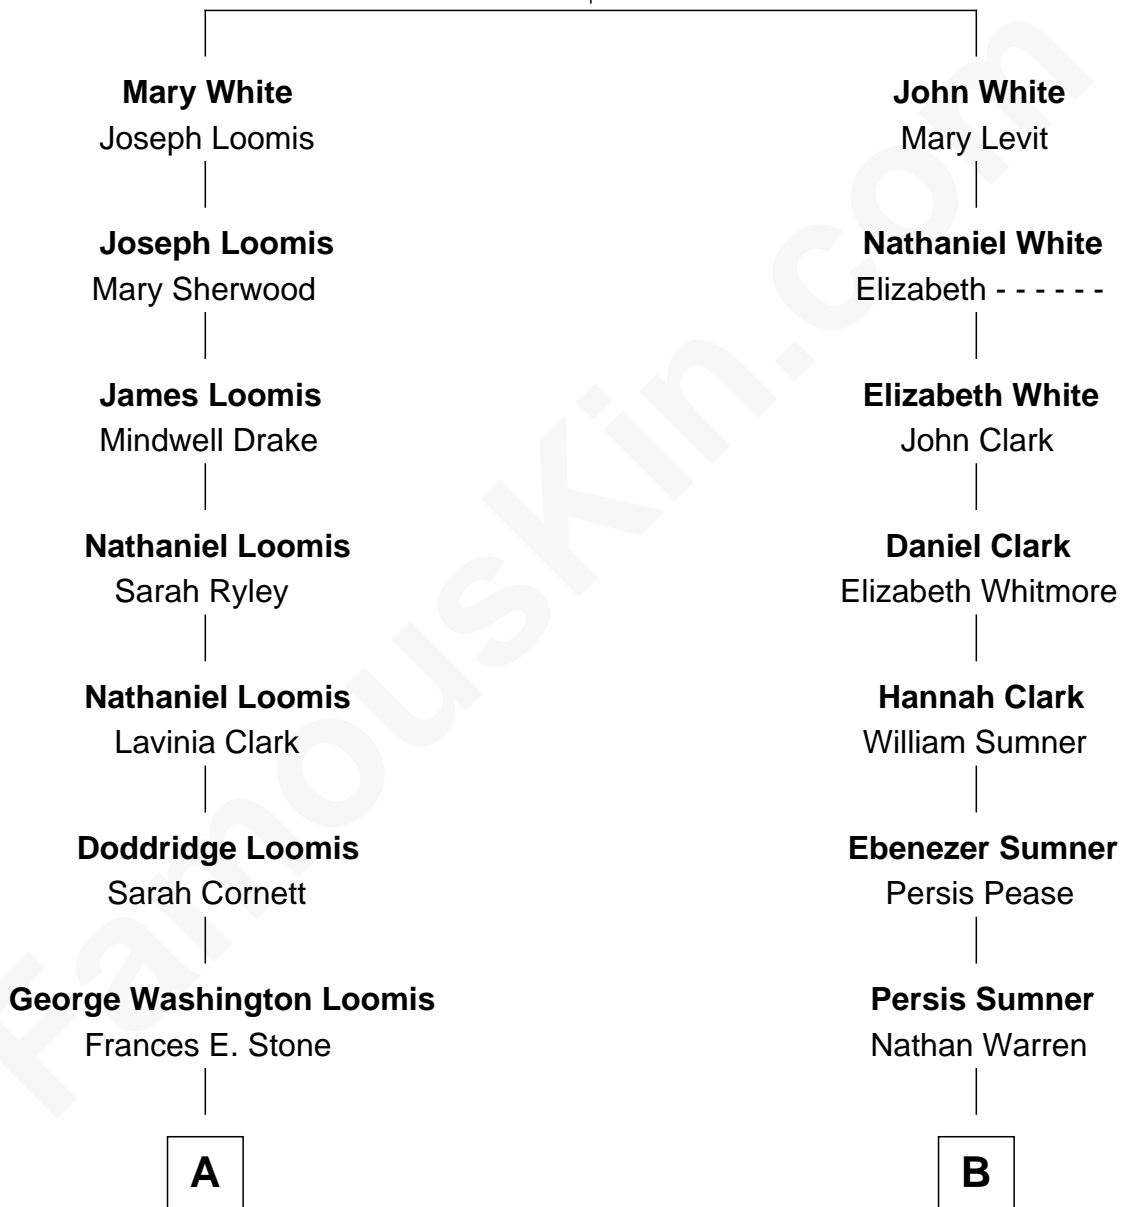 Mary White
Joseph Loomis
Joseph Loomis
Mary Sherwood
James Loomis
Mindwell Drake
Nathaniel Loomis
Sarah Ryley
Nathaniel Loomis
Lavinia Clark
Doddridge Loomis
Sarah Cornett
George Washington Loomis
Frances E. Stone
A
John White
Mary Levit
Nathaniel White
Elizabeth - - - - - -
Elizabeth White
John Clark
Daniel Clark
Elizabeth Whitmore
Hannah Clark
William Sumner
Ebenezer Sumner
Persis Pease
Persis Sumner
Nathan Warren
B
FamousKin.com